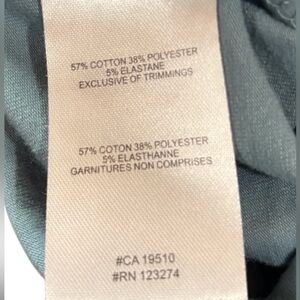 57% COTTON 38% POLYESTER
5% ELASTANE
EXCLUSIVE OF TRIMMINGS
57% COTON 38% POLYESTER
5% ELASTHANNE
GARNITURES NON COMPRISES
#CA 19510
#RN 123274